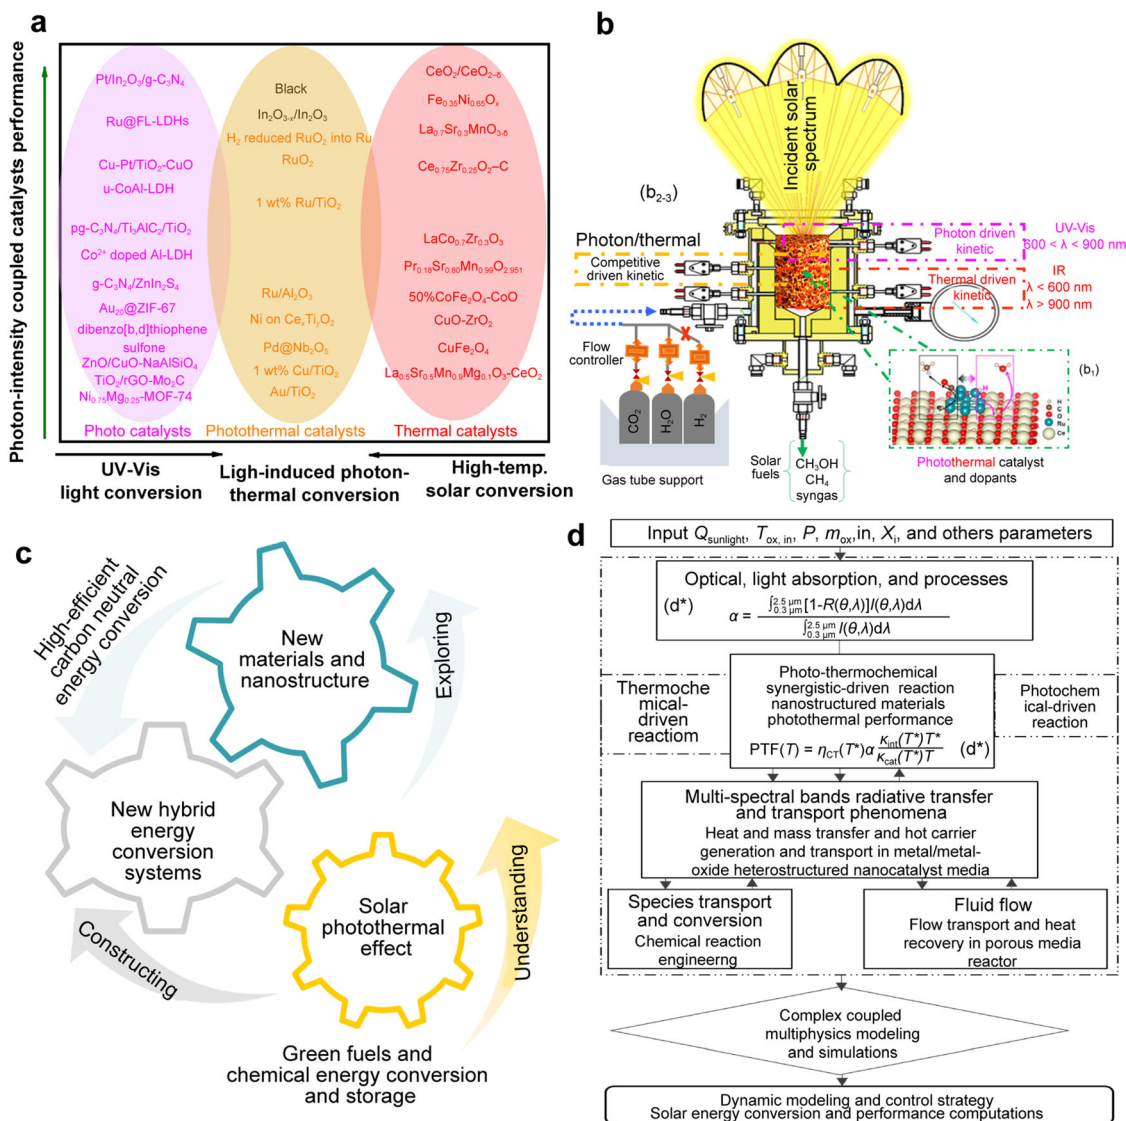 a
Photon-intensity coupled catalysts performance
Pt/In₂O₃/g-C₃N₄
Ru@FL-LDHs
Cu-Pt/TiO₂-CuO
u-CoAl-LDH
pg-C₃N₄/Ti₃AlC₂/TiO₂
Co²⁺ doped Al-LDH
g-C₃N₄/ZnIn₂S₄
Au₂₀@ZIF-67
dibenzo[b,d]thiophene
sulfone
ZnO/CuO-NaAlSiO₄
TiO₂/rGO-Mo₂C
Ni₀.₇₅Mg₀.₂₅-MOF-74
Photo catalysts
Black
In₂O₃₋ₓ/In₂O₃
H₂ reduced RuO₂ into Ru
RuO₂
1 wt% Ru/TiO₂
Ru/Al₂O₃
Ni on CeᵧTiᵧO₂
Pd@Nb₂O₅
1 wt% Cu/TiO₂
Au/TiO₂
Photothermal catalysts
CeO₂/CeO₂₋δ
Fe₀.₃₅Ni₀.₆₅Oₓ
La₀.₇Sr₀.₃MnO₃₋δ
Ce₀.₇₅Zr₀.₂₅O₂–C
LaCo₀.₇Zr₀.₃O₃
Pr₀.₁₈Sr₀.₈₀Mn₀.₉₉O₂.₉₅₁
50%CoFe₂O₄-CoO
CuO-ZrO₂
CuFe₂O₄
La₀.₅Sr₀.₅Mn₀.₉Mg₀.₁O₃-CeO₂
Thermal catalysts
UV-Vis
light conversion
Ligh-induced photon-
thermal conversion
High-temp.
solar conversion
b
Incident solar
spectrum
(b₂₋₃)
Photon/thermal
Competitive
driven kinetic
Photon driven
kinetic
UV-Vis
600 < λ < 900 nm
Thermal driven
kinetic
IR
λ < 600 nm
λ > 900 nm
Flow
controller
CO₂
H₂O
H₂
Gas tube support
Solar
fuels
CH₃OH
CH₄
syngas
(b₁)
H
H
C
O
Ru
Ce
Photothermal catalyst
and dopants
c
High-efficient
carbon neutral
energy conversion
New
materials and
nanostructure
Exploring
New hybrid
energy
conversion
systems
Constructing
Solar
photothermal
effect
Understanding
Green fuels and
chemical energy conversion
and storage
d
Input Q_sunlight, T_ox, in, P, m_ox,in, X_i, and others parameters
Optical, light absorption, and processes
(d*)
α = ∫_0.3 μm^2.5 μm [1-R(θ,λ)]I(θ,λ)dλ / ∫_0.3 μm^2.5 μm I(θ,λ)dλ
Thermoche
mical-driven
reactiom
Photo-thermochemical
synergistic-driven reaction
nanostructured materials
photothermal performance
PTF(T) = η_CT(T*)α κ_int(T*)T* / κ_cat(T*)T (d*)
Photochem
ical-driven
reaction
Multi-spectral bands radiative transfer
and transport phenomena
Heat and mass transfer and hot carrier
generation and transport in metal/metal-
oxide heterostructured nanocatalyst media
Species transport
and conversion
Chemical reaction
engineerng
Fluid flow
Flow transport and heat
recovery in porous media
reactor
Complex coupled
multiphysics modeling
and simulations
Dynamic modeling and control strategy
Solar energy conversion and performance computations